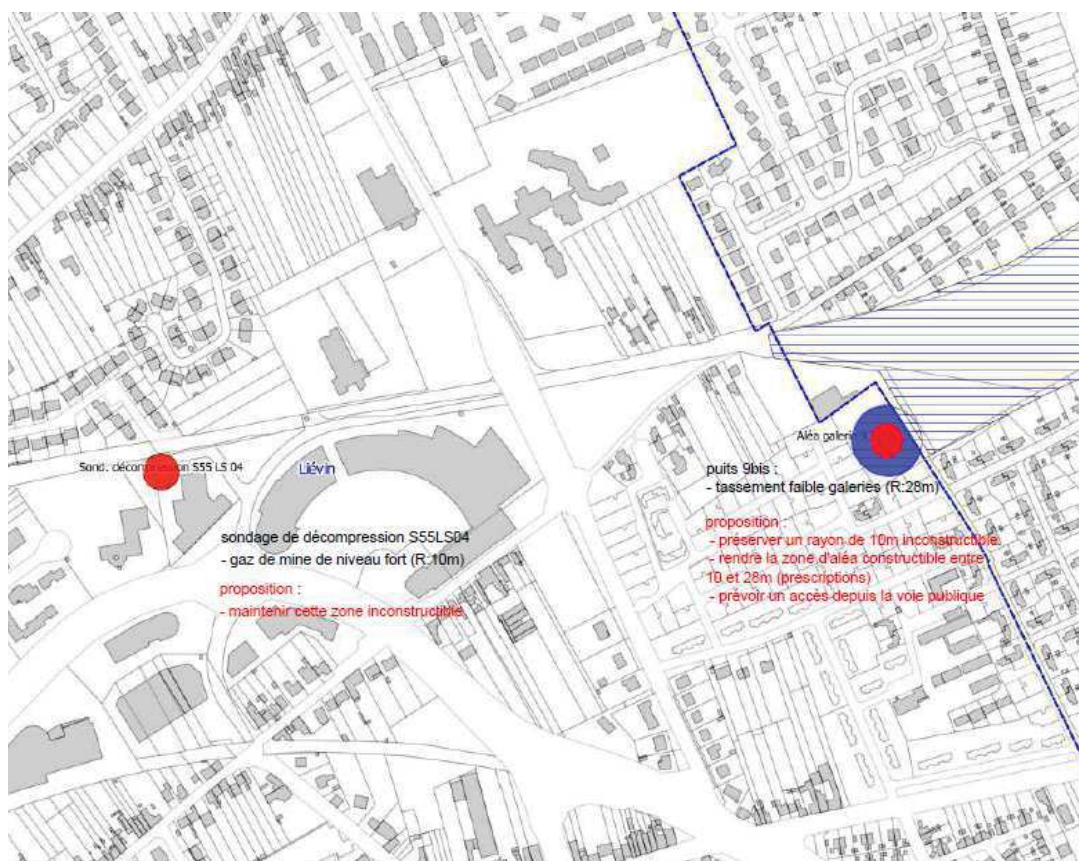 Aléa galerie
Sond. décompression S55 LS 04
Liévin
puits 9bis :
- tassement faible galeries (R:28m)
proposition :
- préserver un rayon de 10m inconstructible.
- rendre la zone d'aléa constructible entre
10 et 28m (prescriptions)
- prévoir un accès depuis la voie publique
sondage de décompression S55LS04
- gaz de mine de niveau fort (R:10m)
proposition :
- maintenir cette zone inconstructible.